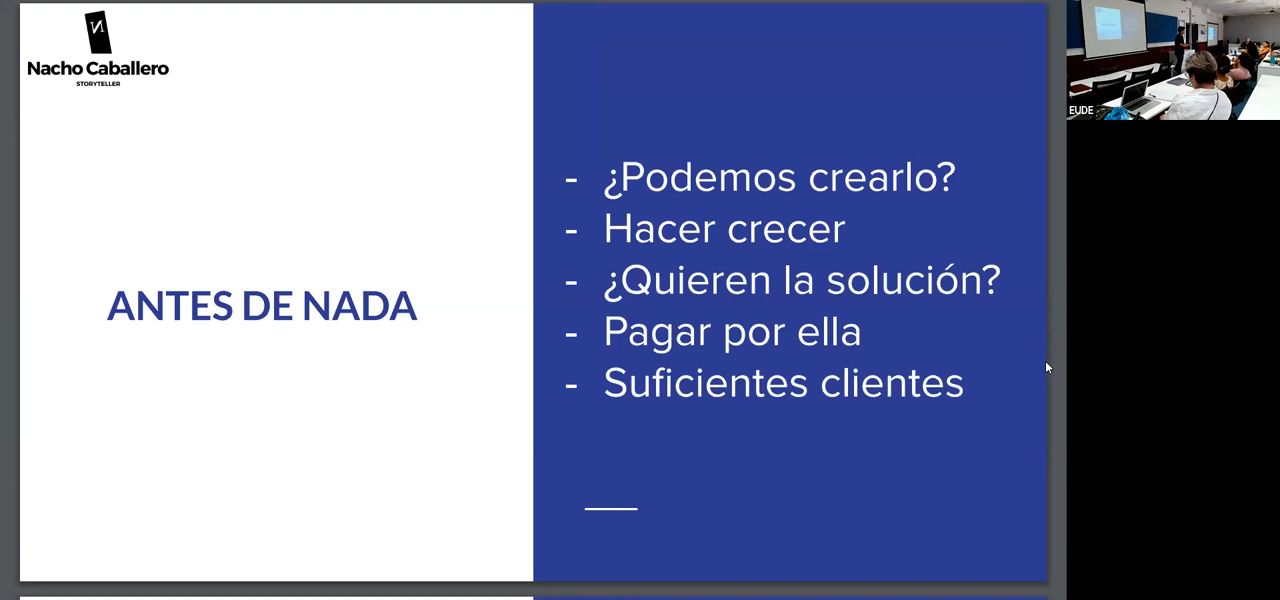 Nacho Caballero
STORYTELLER
ANTES DE NADA
- ¿Podemos crearlo?
- Hacer crecer
- ¿Quieren la solución?
- Pagar por ella
- Suficientes clientes
EUDE